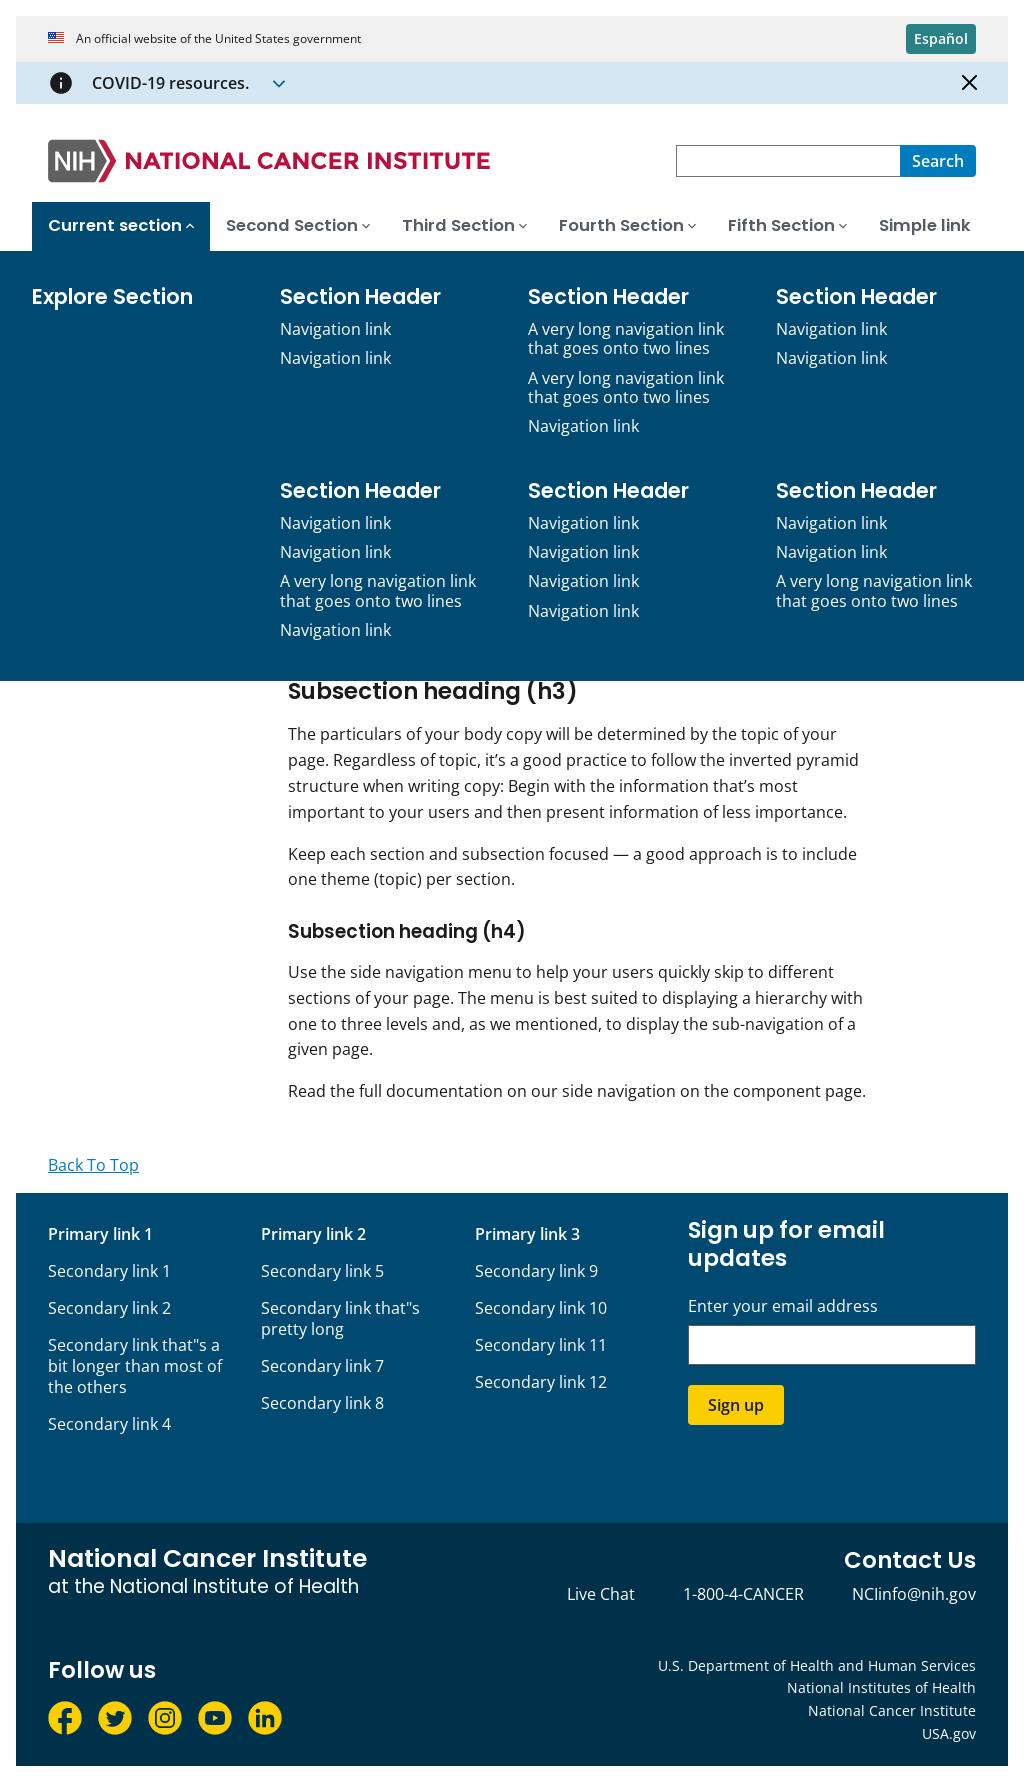 An official website of the United States government
Español
COVID-19 resources.
NIH NATIONAL CANCER INSTITUTE
Search
Current section
Second Section
Third Section
Fourth Section
Fifth Section
Simple link
Explore Section
Section Header
Navigation link
Navigation link
Section Header
A very long navigation link
that goes onto two lines
A very long navigation link
that goes onto two lines
Navigation link
Section Header
Navigation link
Navigation link
Section Header
Navigation link
Navigation link
A very long navigation link
that goes onto two lines
Navigation link
Section Header
Navigation link
Navigation link
Navigation link
Navigation link
Section Header
Navigation link
Navigation link
A very long navigation link
that goes onto two lines
Subsection heading (h3)
The particulars of your body copy will be determined by the topic of your
page. Regardless of topic, it’s a good practice to follow the inverted pyramid
structure when writing copy: Begin with the information that’s most
important to your users and then present information of less importance.
Keep each section and subsection focused — a good approach is to include
one theme (topic) per section.
Subsection heading (h4)
Use the side navigation menu to help your users quickly skip to different
sections of your page. The menu is best suited to displaying a hierarchy with
one to three levels and, as we mentioned, to display the sub-navigation of a
given page.
Read the full documentation on our side navigation on the component page.
Back To Top
Primary link 1
Secondary link 1
Secondary link 2
Secondary link that"s a
bit longer than most of
the others
Secondary link 4
Primary link 2
Secondary link 5
Secondary link that"s
pretty long
Secondary link 7
Secondary link 8
Primary link 3
Secondary link 9
Secondary link 10
Secondary link 11
Secondary link 12
Sign up for email
updates
Enter your email address
Sign up
National Cancer Institute
at the National Institute of Health
Contact Us
Live Chat
1-800-4-CANCER
NCIinfo@nih.gov
Follow us
U.S. Department of Health and Human Services
National Institutes of Health
National Cancer Institute
USA.gov